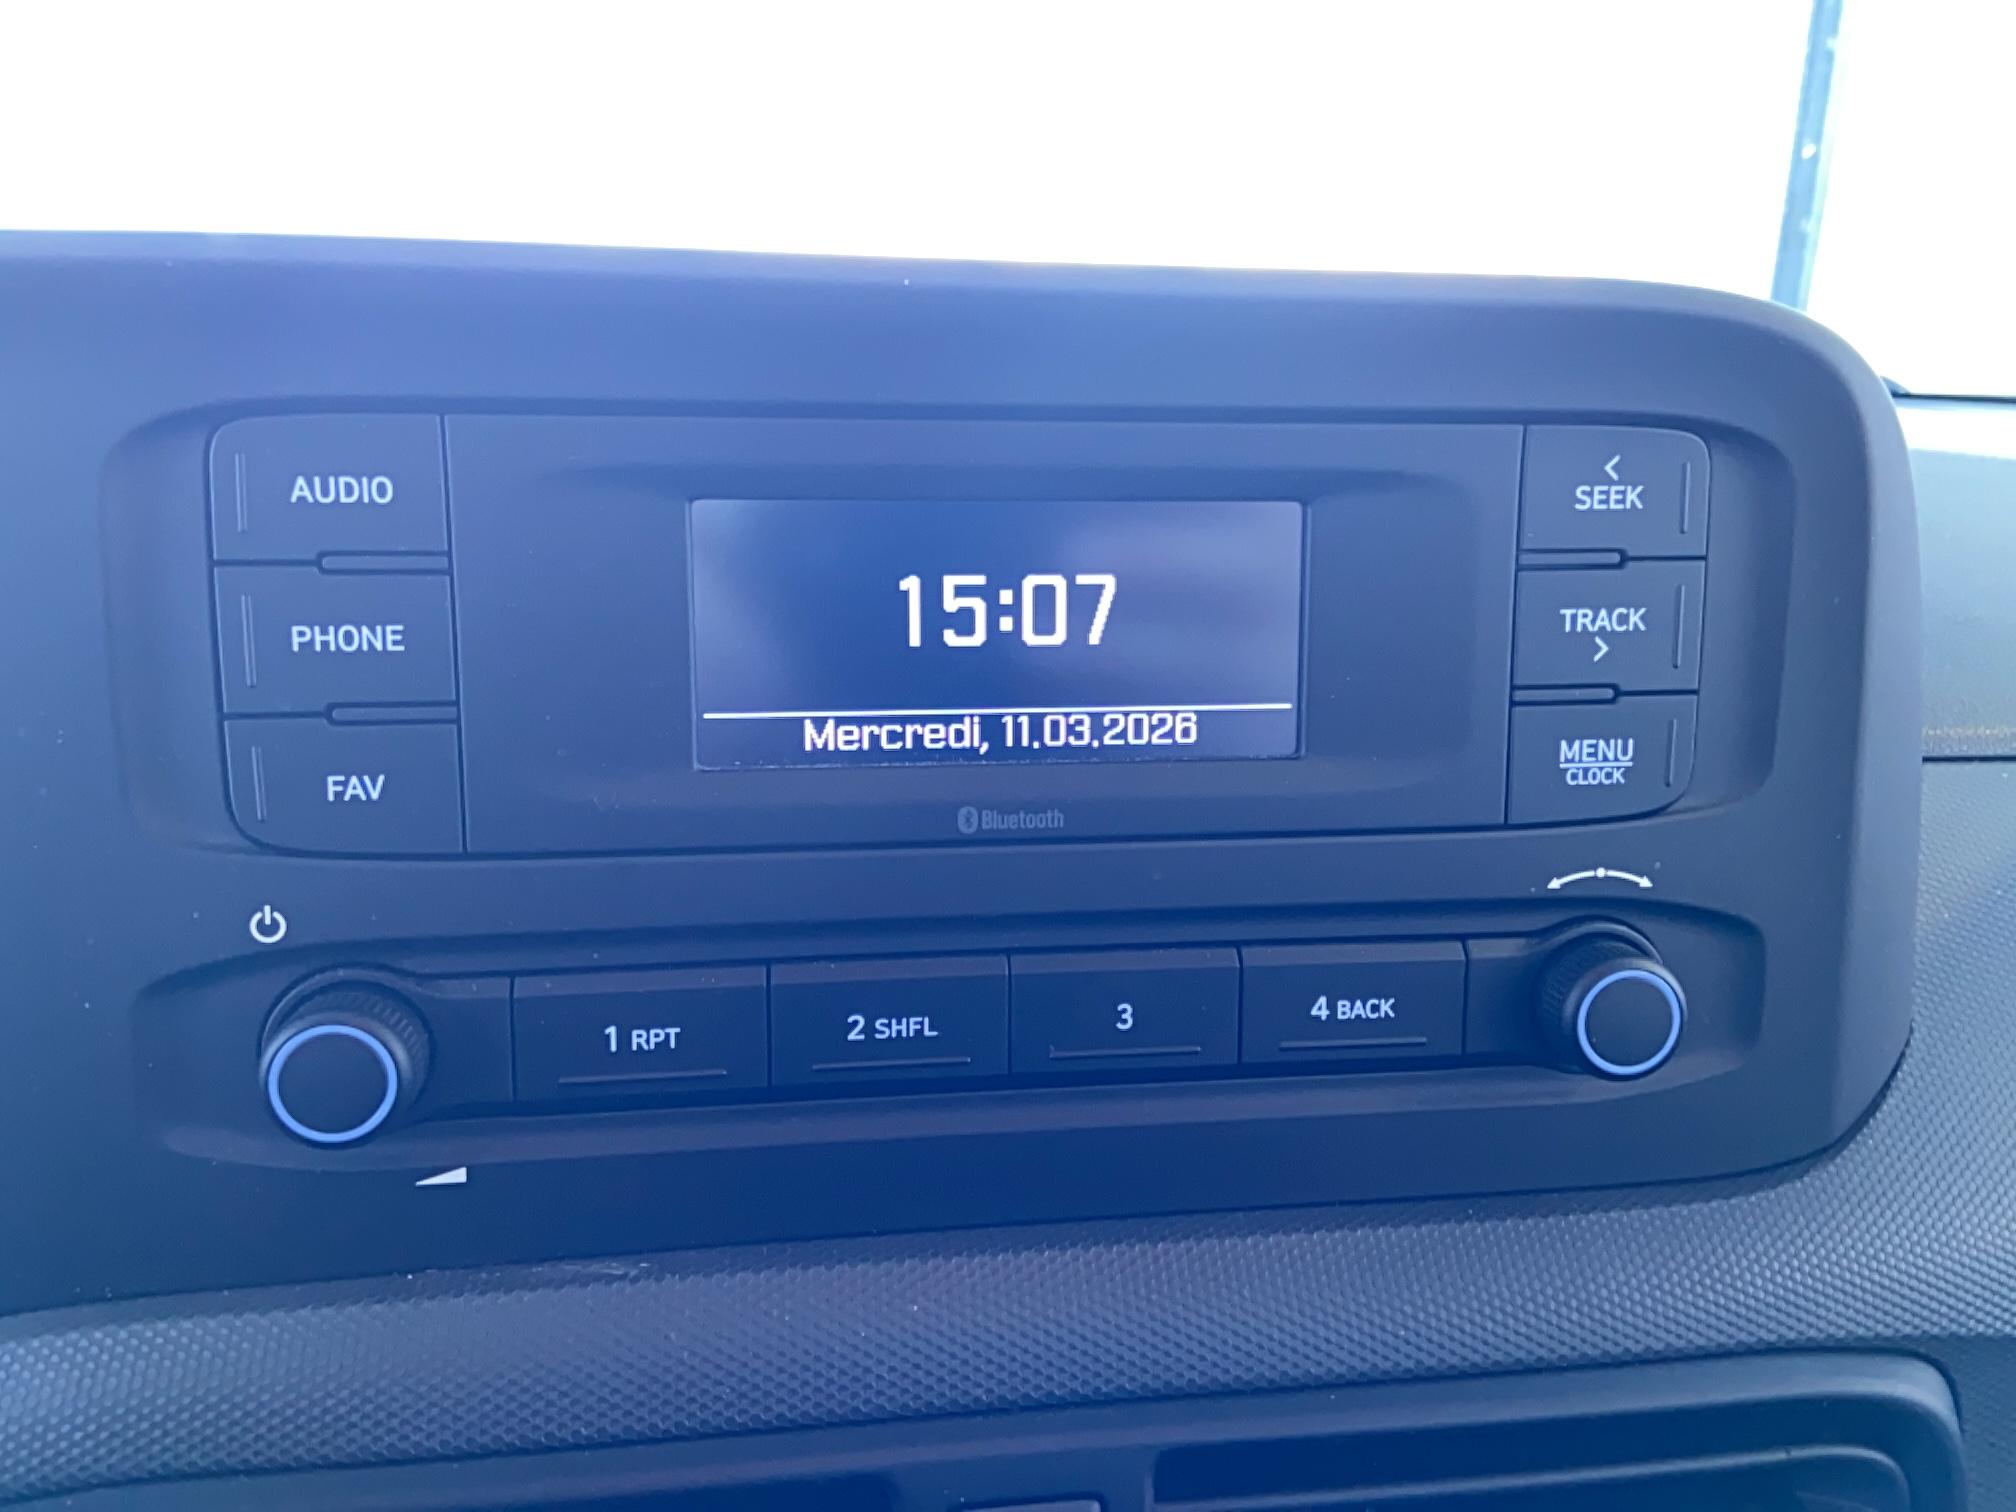 AUDIO
PHONE
FAV
15:07
Mercredi, 11.03.2026
Bluetooth
<
SEEK
TRACK
>
MENU
CLOCK
1 RPT
2 SHFL
3
4 BACK